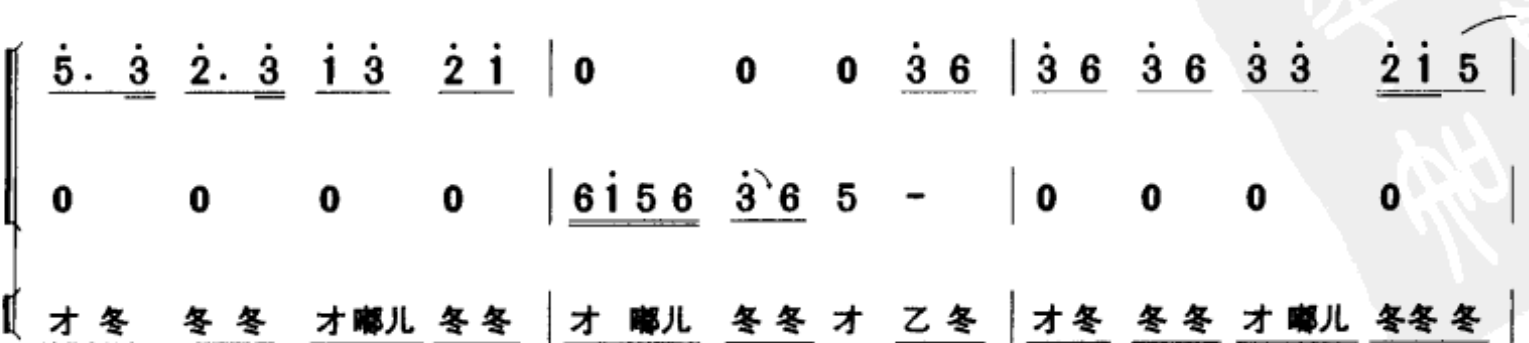 5̇. 3̇ 2̇. 3̇ 1̇ 3̇ 2̇ 1̇ | 0 0 0 3̇ 6 | 3̇ 6 3̇ 6 3̇ 3̇ 2̇ 1̇ 5 |
0 0 0 0 | 6 1̇ 5 6 3̇ 6 5 - | 0 0 0 0 |
才 冬 冬 冬 才 嘟儿 冬 冬 | 才 嘟儿 冬 冬 才 乙 冬 | 才 冬 冬 冬 才 嘟儿 冬冬 冬 |